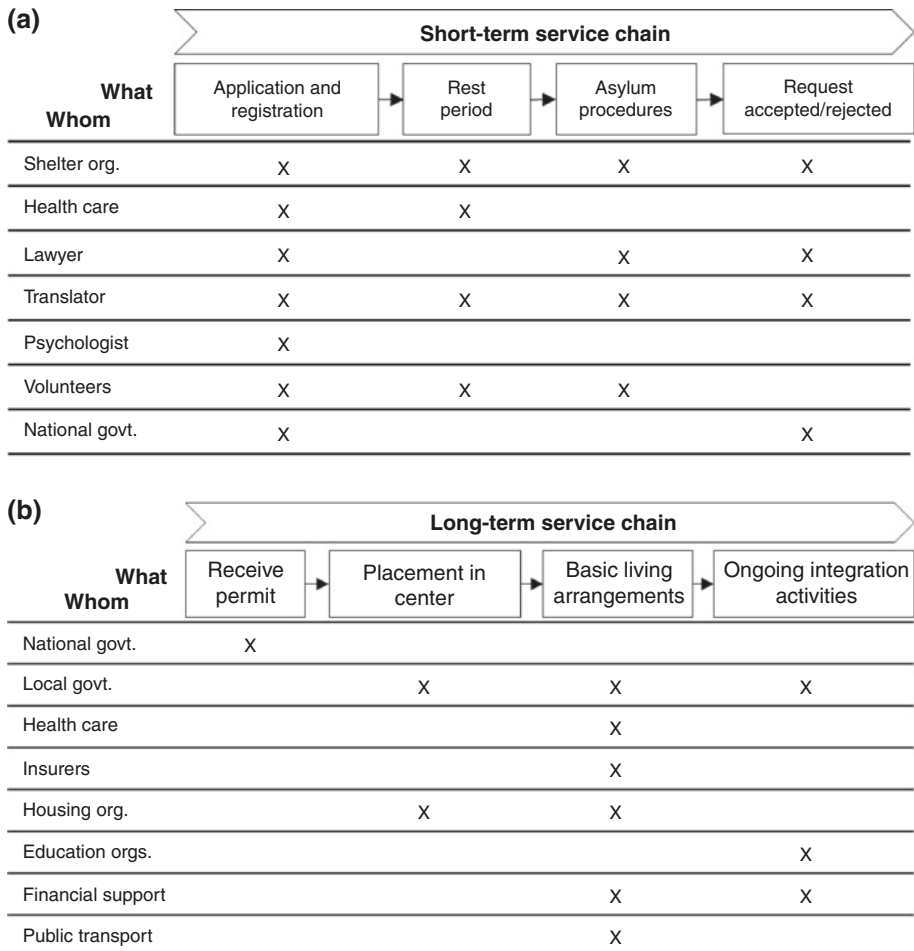 (a)
Short-term service chain
What
Whom
Application and
registration
Rest
period
Asylum
procedures
Request
accepted/rejected
Shelter org. X X X X
Health care X X
Lawyer X X X
Translator X X X X
Psychologist X
Volunteers X X X
National govt. X X
(b)
Long-term service chain
What
Whom
Receive
permit
Placement in
center
Basic living
arrangements
Ongoing integration
activities
National govt. X
Local govt. X X X
Health care X
Insurers X
Housing org. X X
Education orgs. X
Financial support X X
Public transport X